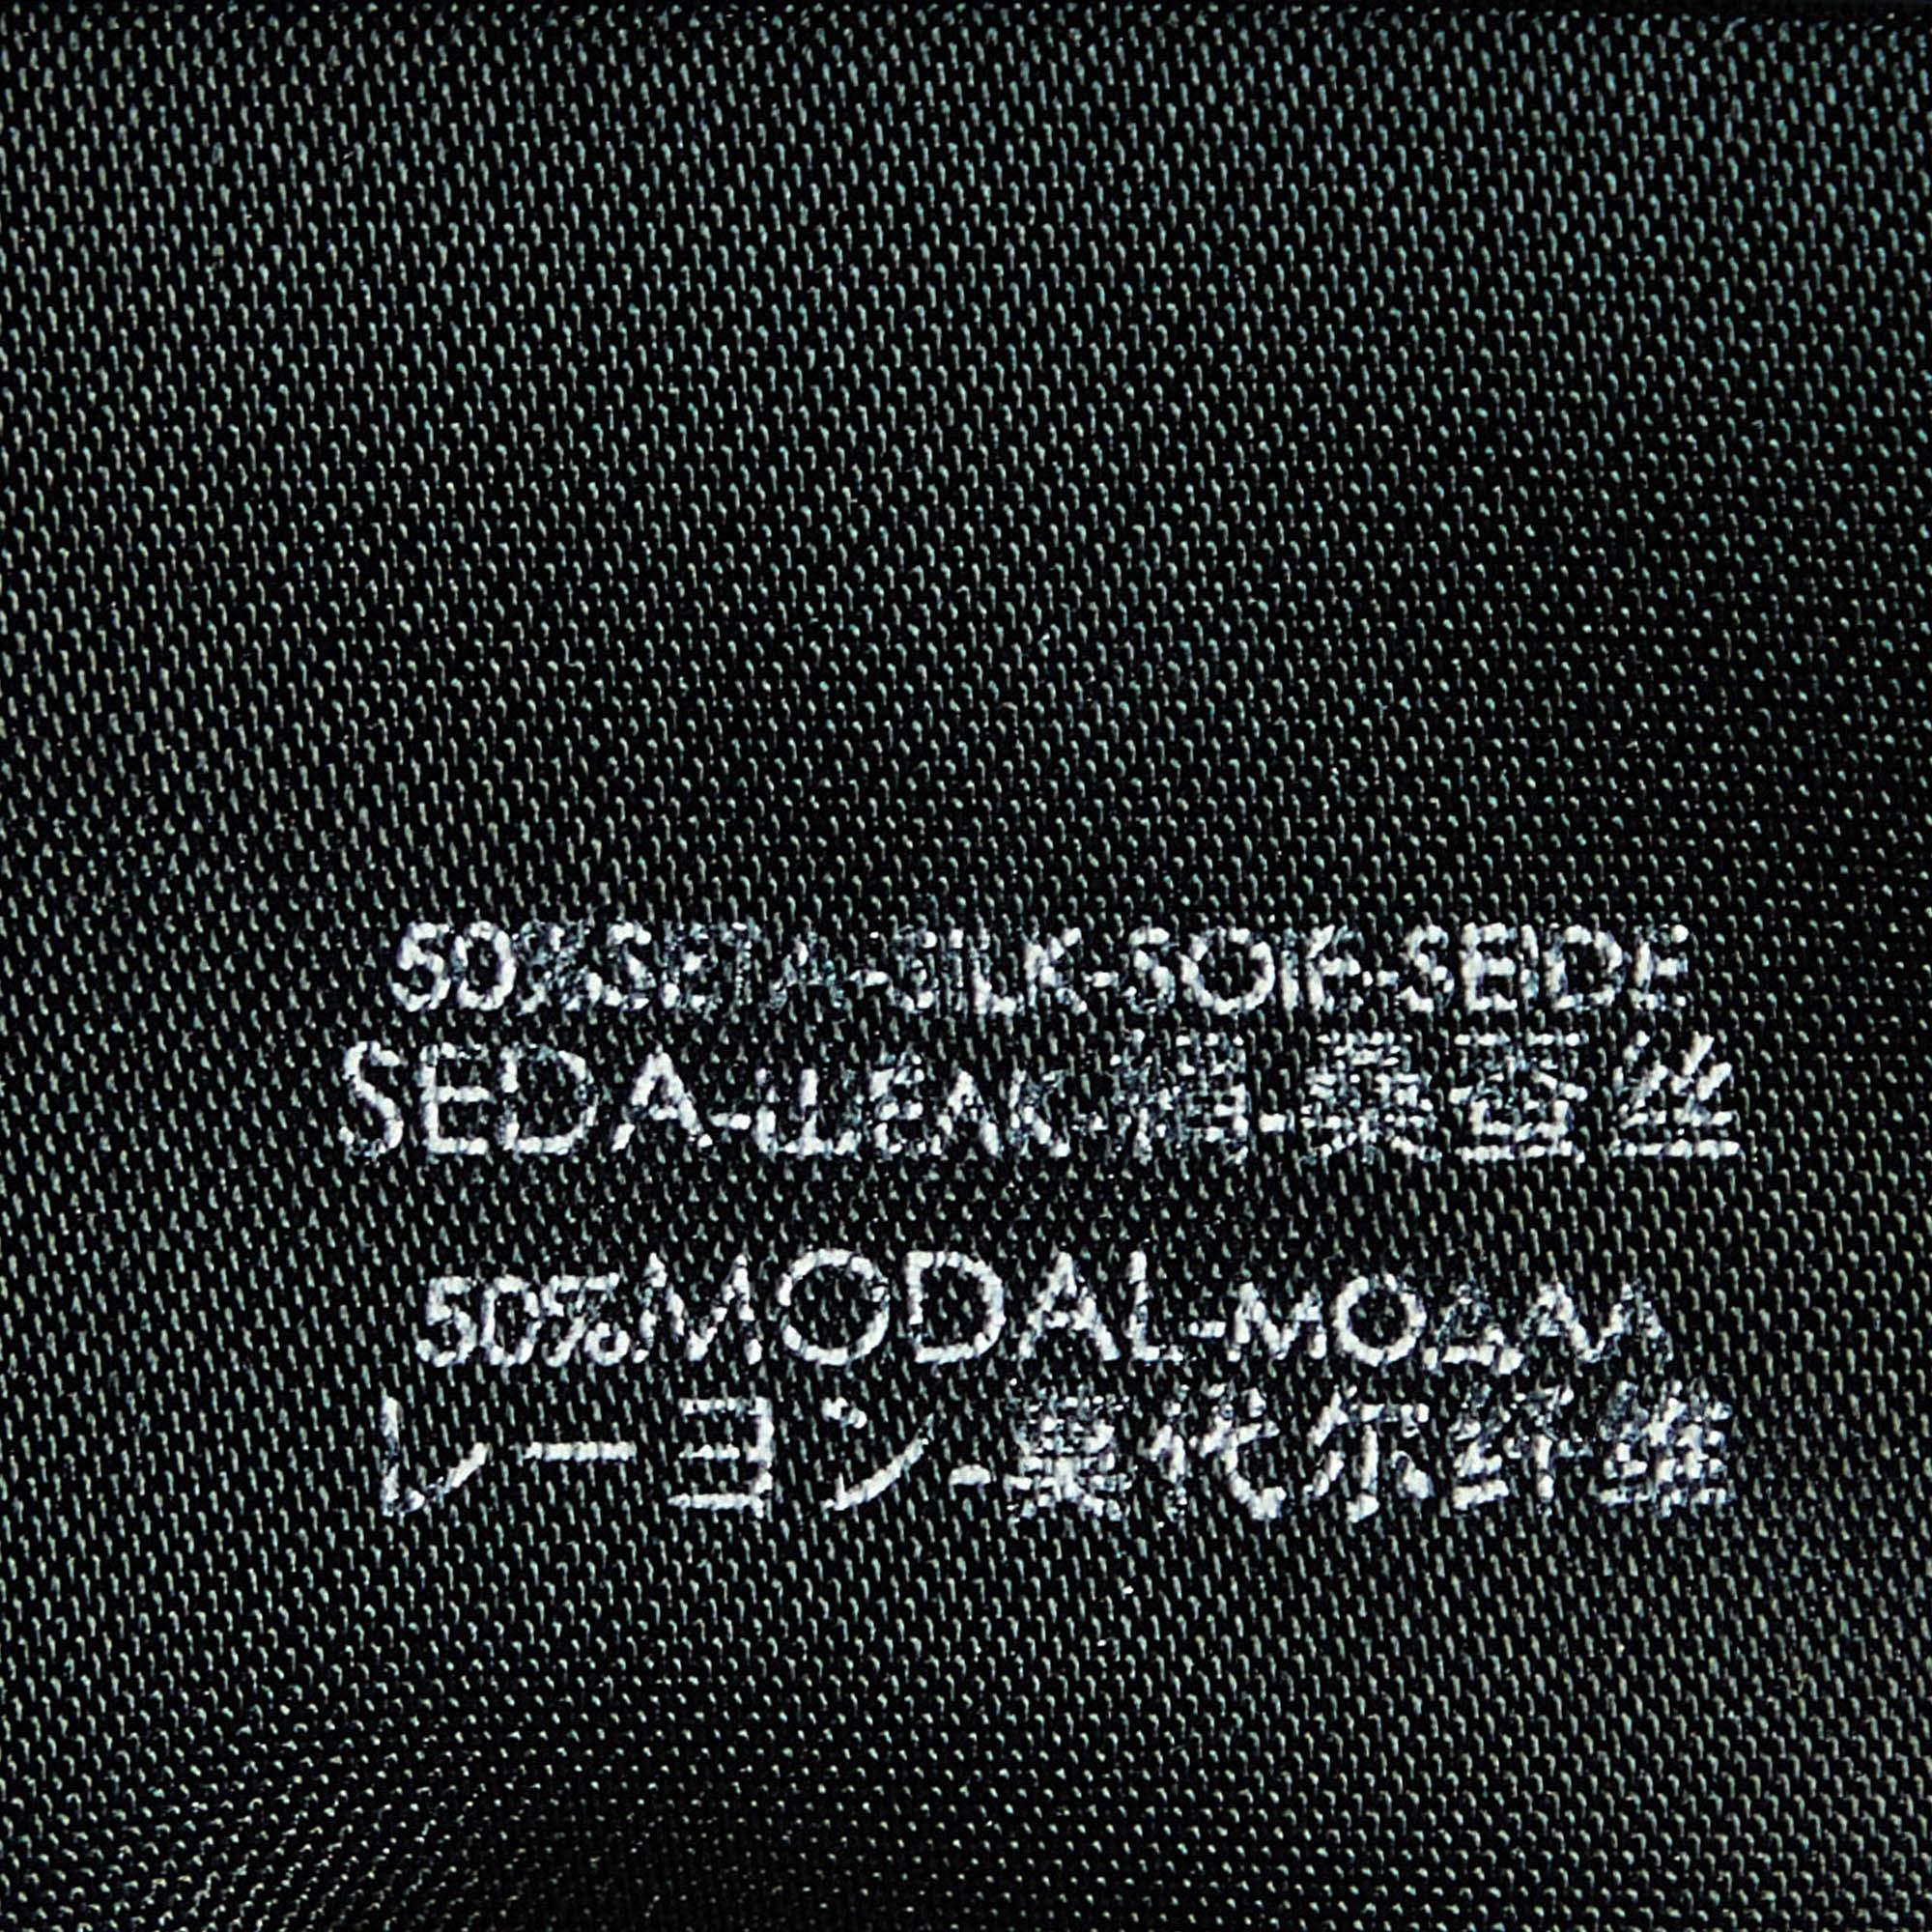 50%SETA-SILK-SOIE-SEIDE
SEDA-ШЕЛК-絹-桑蚕丝
50%MODAL-МОДАЛ
レーヨン-莫代尔纤维